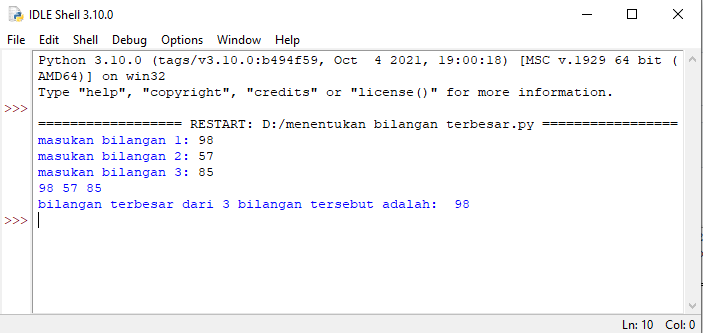 IDLE Shell 3.10.0
File Edit Shell Debug Options Window Help
Python 3.10.0 (tags/v3.10.0:b494f59, Oct  4 2021, 19:00:18) [MSC v.1929 64 bit (
AMD64)] on win32
Type "help", "copyright", "credits" or "license()" for more information.
>>>
================== RESTART: D:/menentukan bilangan terbesar.py =================
masukan bilangan 1: 98
masukan bilangan 2: 57
masukan bilangan 3: 85
98 57 85
bilangan terbesar dari 3 bilangan tersebut adalah:  98
>>>
Ln: 10 Col: 0